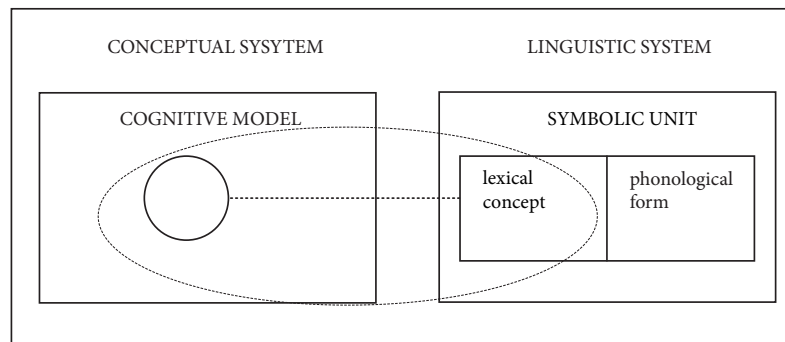 CONCEPTUAL SYSYTEM
LINGUISTIC SYSTEM
COGNITIVE MODEL
SYMBOLIC UNIT
lexical
concept
phonological
form